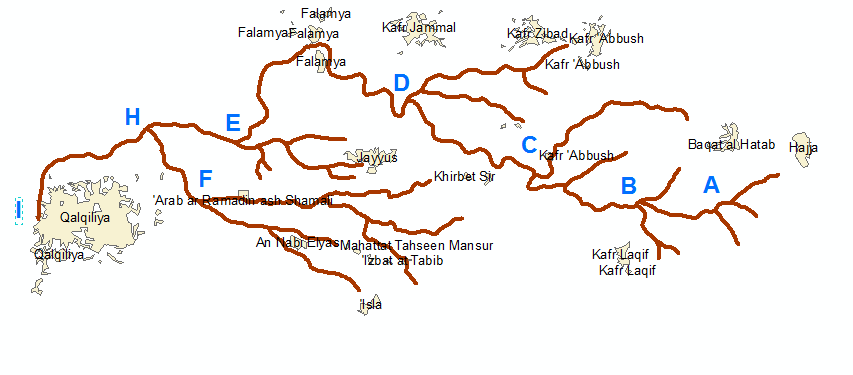 Falamya
Falamya Falamya
Kafr Jammal
Kafr Zibad
Kafr 'Abbush
Falamya
Kafr 'Abbush
D
H
E
C
Baqat al Hatab
Hajja
Jayyus
Kafr 'Abbush
Khirbet Sir
F
B
A
'Arab ar Ramadin ash Shamali
I
Qalqiliya
An Nabi Elyas
Mahattat Tahseen Mansur
Qalqiliya
'Izbat at Tabib
Kafr Laqif
Kafr Laqif
Isla